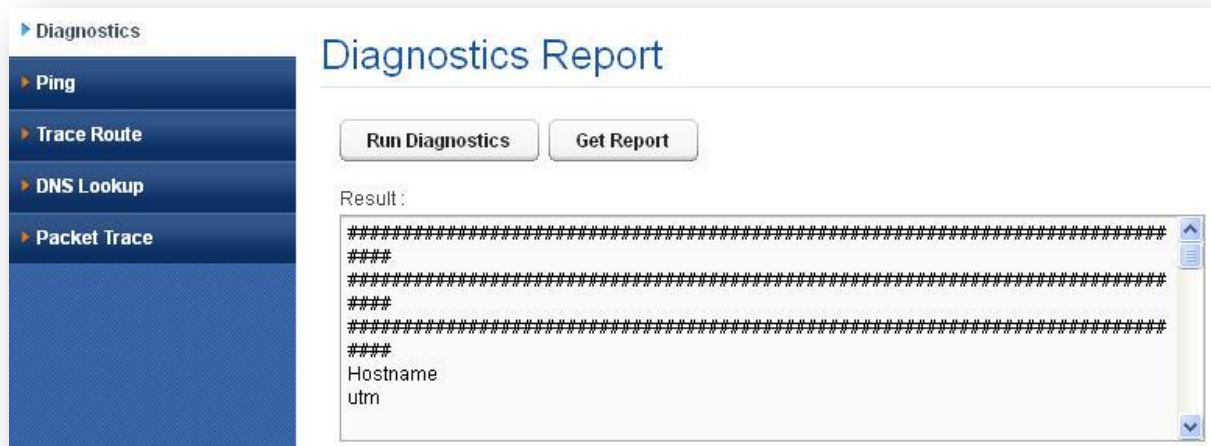 Diagnostics
Ping
Trace Route
DNS Lookup
Packet Trace
Diagnostics Report
Run Diagnostics
Get Report
Result :
###########################################################################
####
###########################################################################
####
###########################################################################
####
Hostname
utm